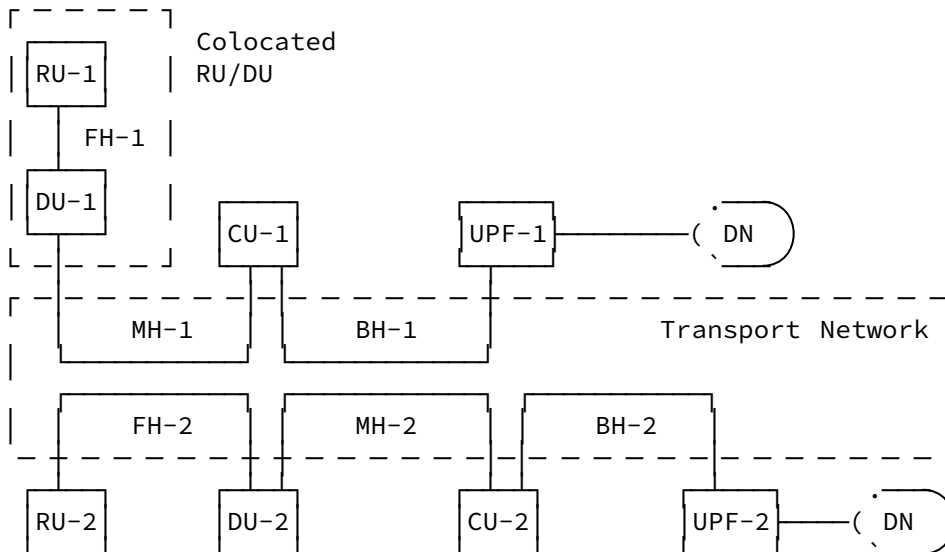 Colocated
RU-1 RU/DU
FH-1
DU-1 CU-1 UPF-1 DN
MH-1 BH-1 Transport Network
FH-2 MH-2 BH-2
RU-2 DU-2 CU-2 UPF-2 DN